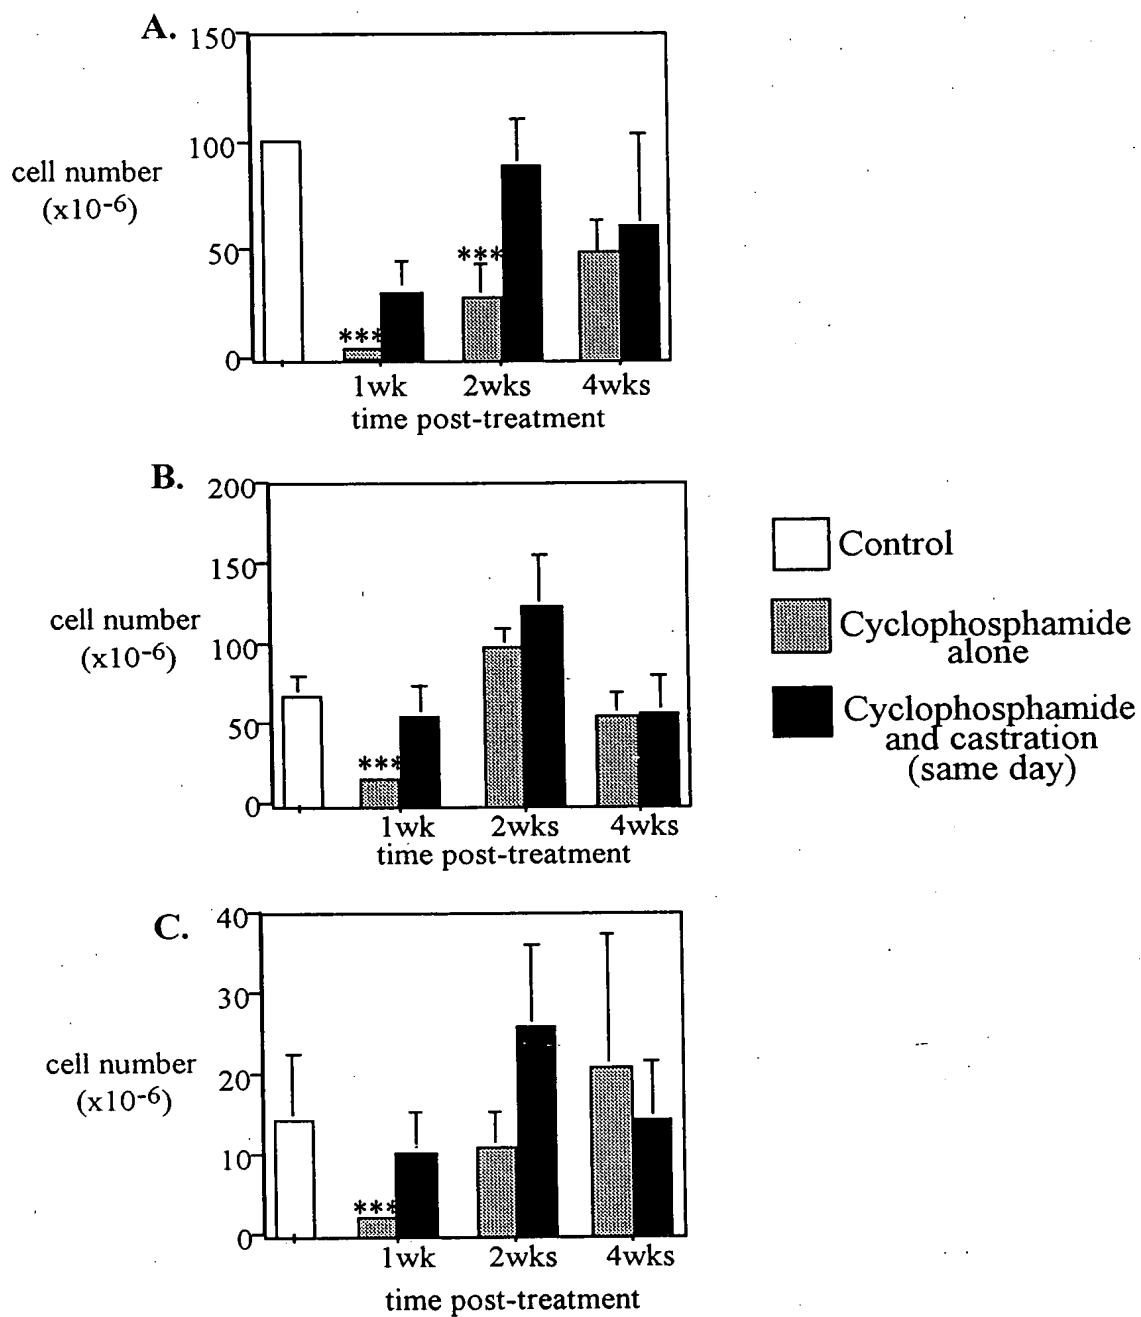 A.
150
100
50
0
cell number
(x10-6)
***
***
1wk 2wks 4wks
time post-treatment
B.
200
150
100
50
0
cell number
(x10-6)
***
1wk 2wks 4wks
time post-treatment
Control
Cyclophosphamide
alone
Cyclophosphamide
and castration
(same day)
C.
40
30
20
10
0
cell number
(x10-6)
***
1wk 2wks 4wks
time post-treatment